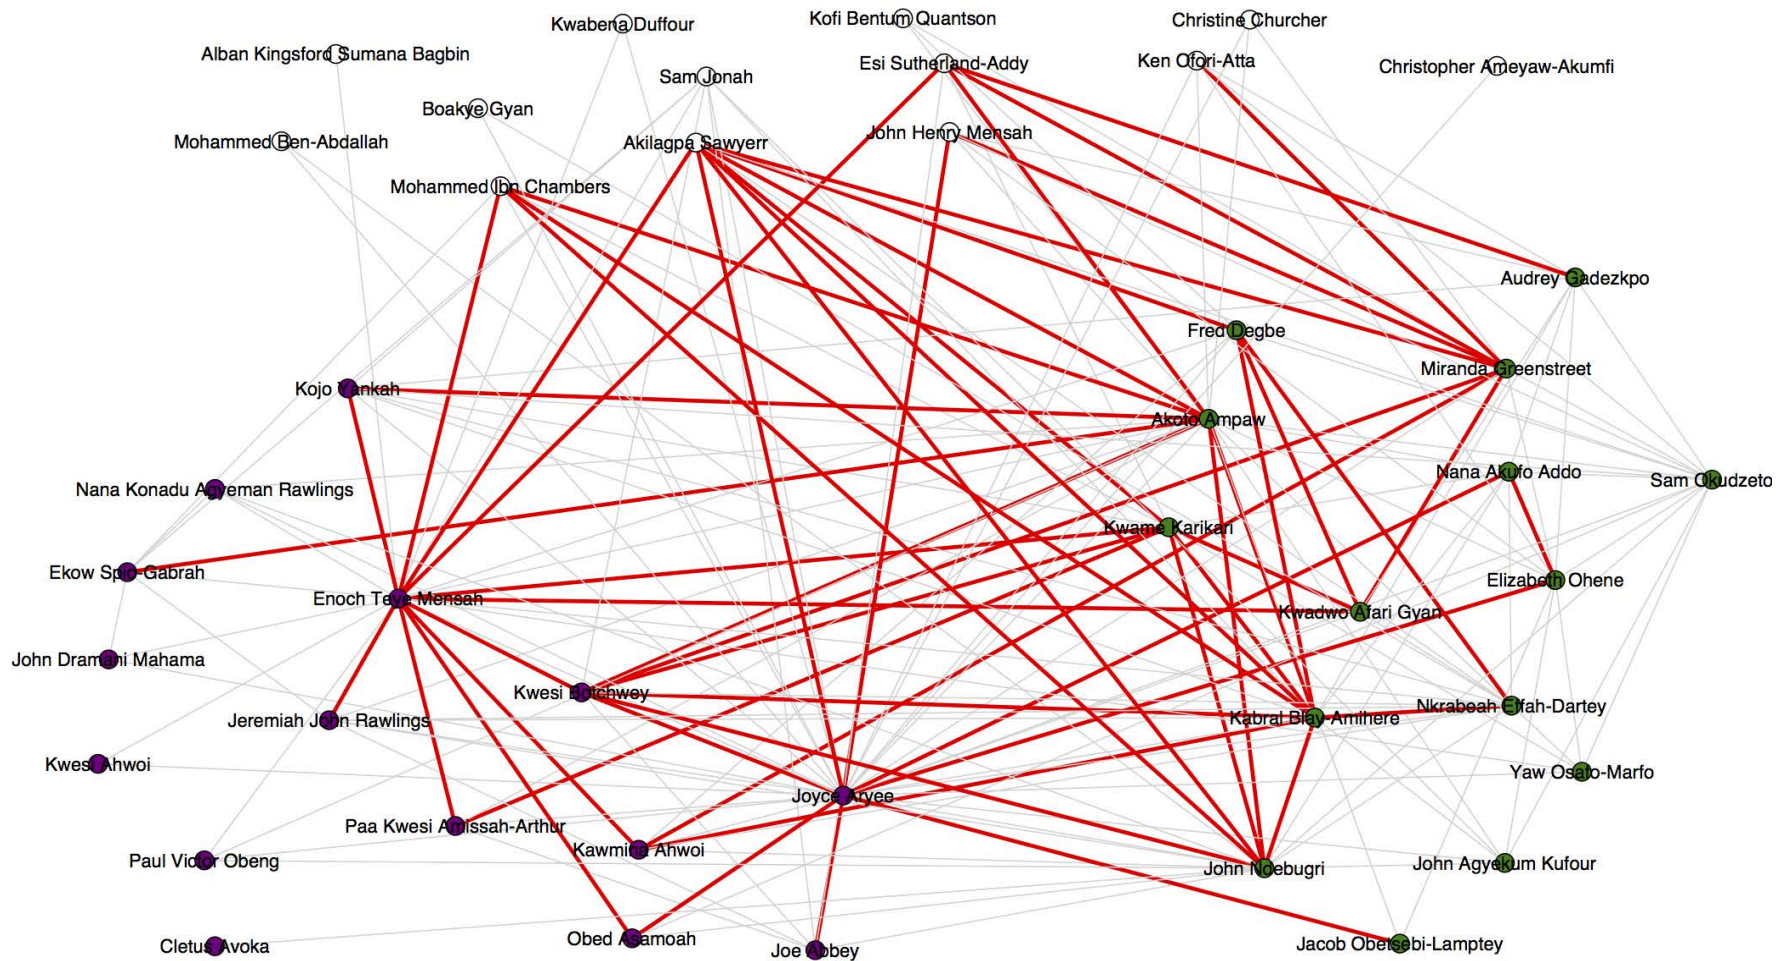 Kofi Bentum Quantson
Christine Churcher
Kwabena Duffour
Alban Kingsford Sumana Bagbin
Esi Sutherland-Addy
Ken Ofori-Atta
Christopher Ameyaw-Akumfi
Sam Jonah
Boakye Gyan
John Henry Mensah
Mohammed Ben-Abdallah
Akilagpa Sawyerr
Mohammed Ibn Chambers
Audrey Gadezkpo
Fred Degbe
Miranda Greenstreet
Kojo Yankah
Akoto Ampaw
Nana Akufo Addo
Sam Okudzeto
Nana Konadu Agyeman Rawlings
Kwame Karikari
Ekow Spio-Gabrah
Elizabeth Ohene
Enoch Teye Mensah
Kwadwo Afari Gyan
John Dramani Mahama
Kwesi Botchwey
Nkrabeah Effah-Dartey
Jeremiah John Rawlings
Kabral Blay-Amihere
Kwesi Ahwoi
Yaw Osafo-Marfo
Joyce Aryee
Paa Kwesi Amissah-Arthur
Kawmina Ahwoi
Paul Victor Obeng
John Ndebugri
John Agyekum Kufour
Obed Asamoah
Jacob Obetsebi-Lamptey
Cletus Avoka
Joe Abbey